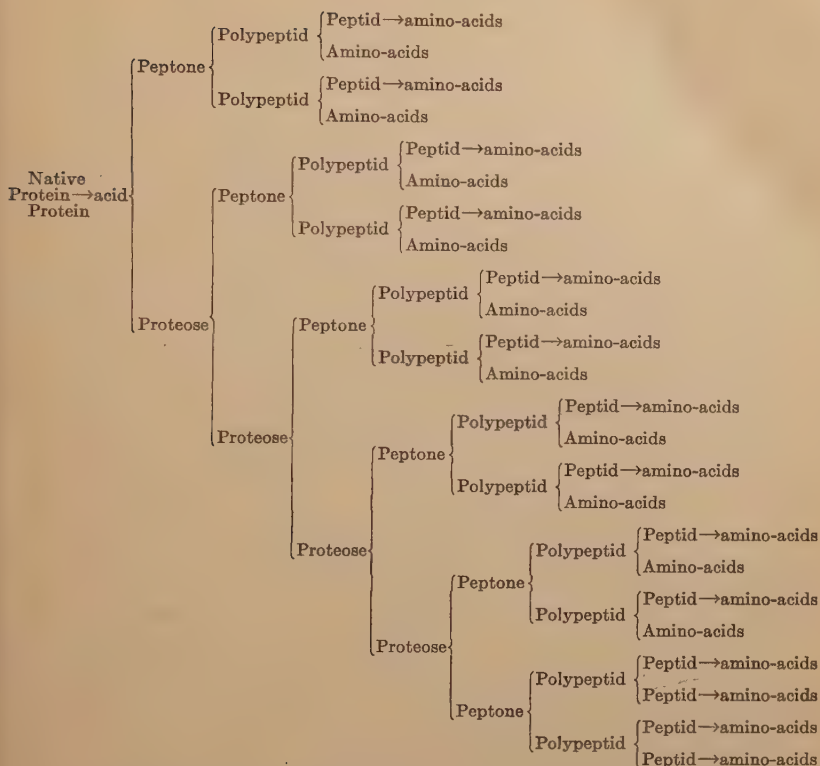 Peptid→amino-acids
Polypeptid
Amino-acids
Peptone
Peptid→amino-acids
Polypeptid
Amino-acids
Native
Protein→acid
Protein
Peptid→amino-acids
Polypeptid
Amino-acids
Peptone
Peptid→amino-acids
Polypeptid
Amino-acids
Proteose
Peptid→amino-acids
Polypeptid
Amino-acids
Peptone
Peptid→amino-acids
Polypeptid
Amino-acids
Proteose
Peptid→amino-acids
Polypeptid
Amino-acids
Peptone
Peptid→amino-acids
Polypeptid
Amino-acids
Proteose
Peptid→amino-acids
Polypeptid
Amino-acids
Peptone
Peptid→amino-acids
Polypeptid
Amino-acids
Proteose
Peptid→amino-acids
Polypeptid
Peptid→amino-acids
Peptone
Peptid→amino-acids
Polypeptid
Peptid→amino-acids